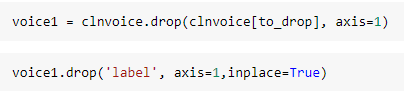 voice1 = clnvoice.drop(clnvoice[to_drop], axis=1)
voice1.drop('label', axis=1,inplace=True)